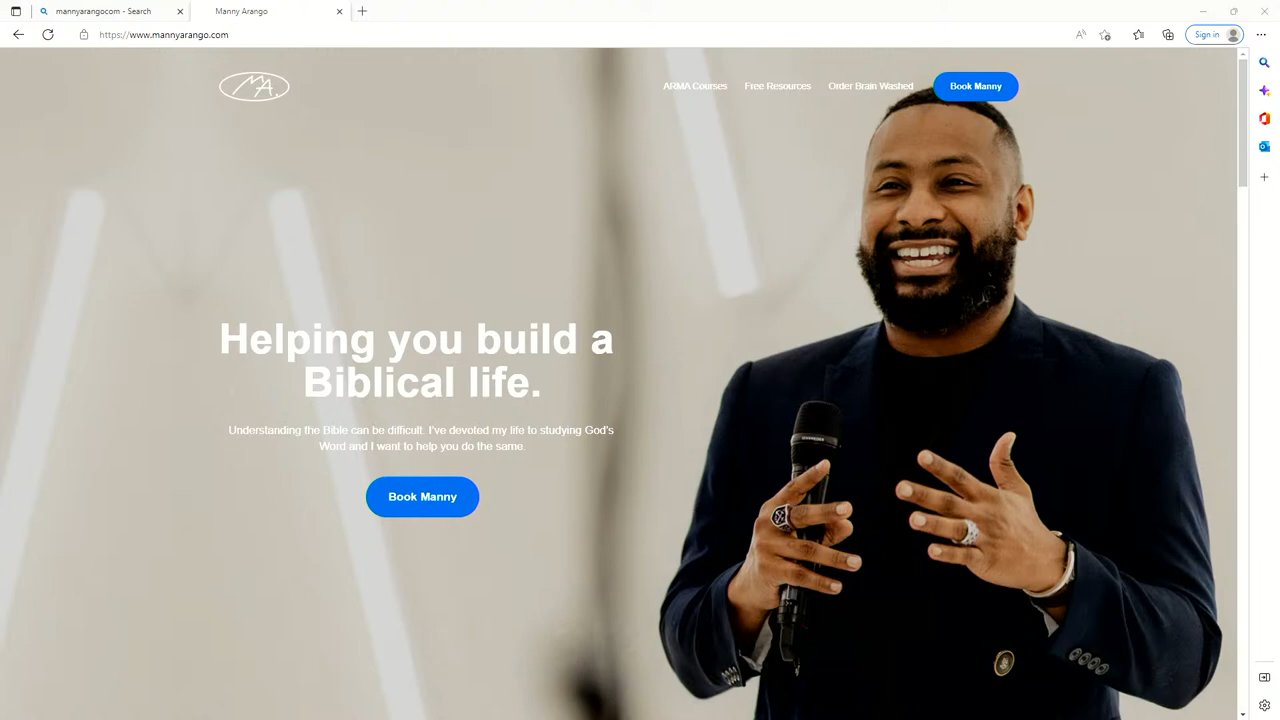 mannyarangocom - Search
Manny Arango
https://www.mannyarango.com
Sign in
MA.
ARMA Courses
Free Resources
Order Brain Washed
Book Manny
Helping you build a
Biblical life.
Understanding the Bible can be difficult. I've devoted my life to studying God's
Word and I want to help you do the same.
Book Manny